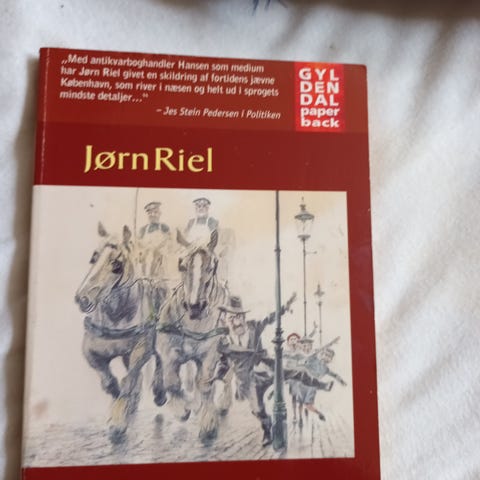 „Med antikvarboghandler Hansen som medium
har Jørn Riel givet en skildring af fortidens jævne
København, som river i næsen og helt ud i sprogets
mindste detaljer..."
– Jes Stein Pedersen i Politiken
GYL
DEN
DAL
paper
back
Jørn Riel